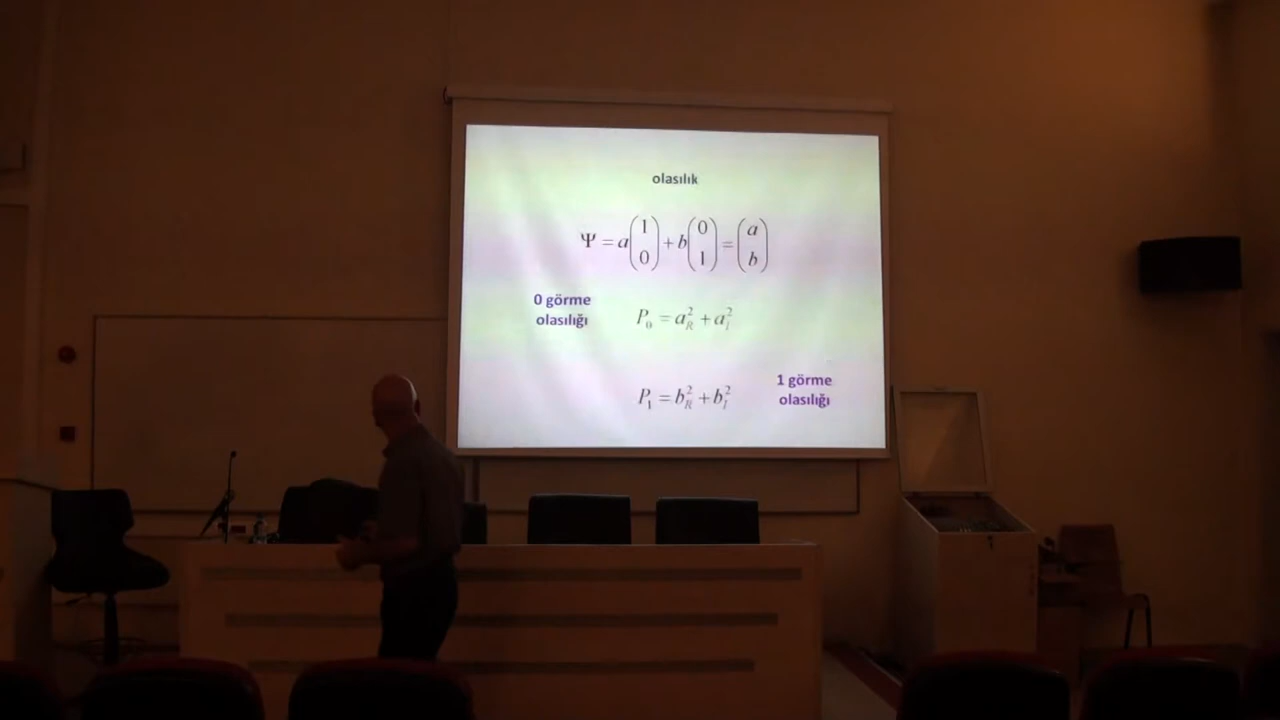 olasılık
Ψ = a(1 0) + b(0 1) = (a b)
0 görme
olasılığı
P₀ = a_R² + a_I²
P₁ = b_R² + b_I²
1 görme
olasılığı